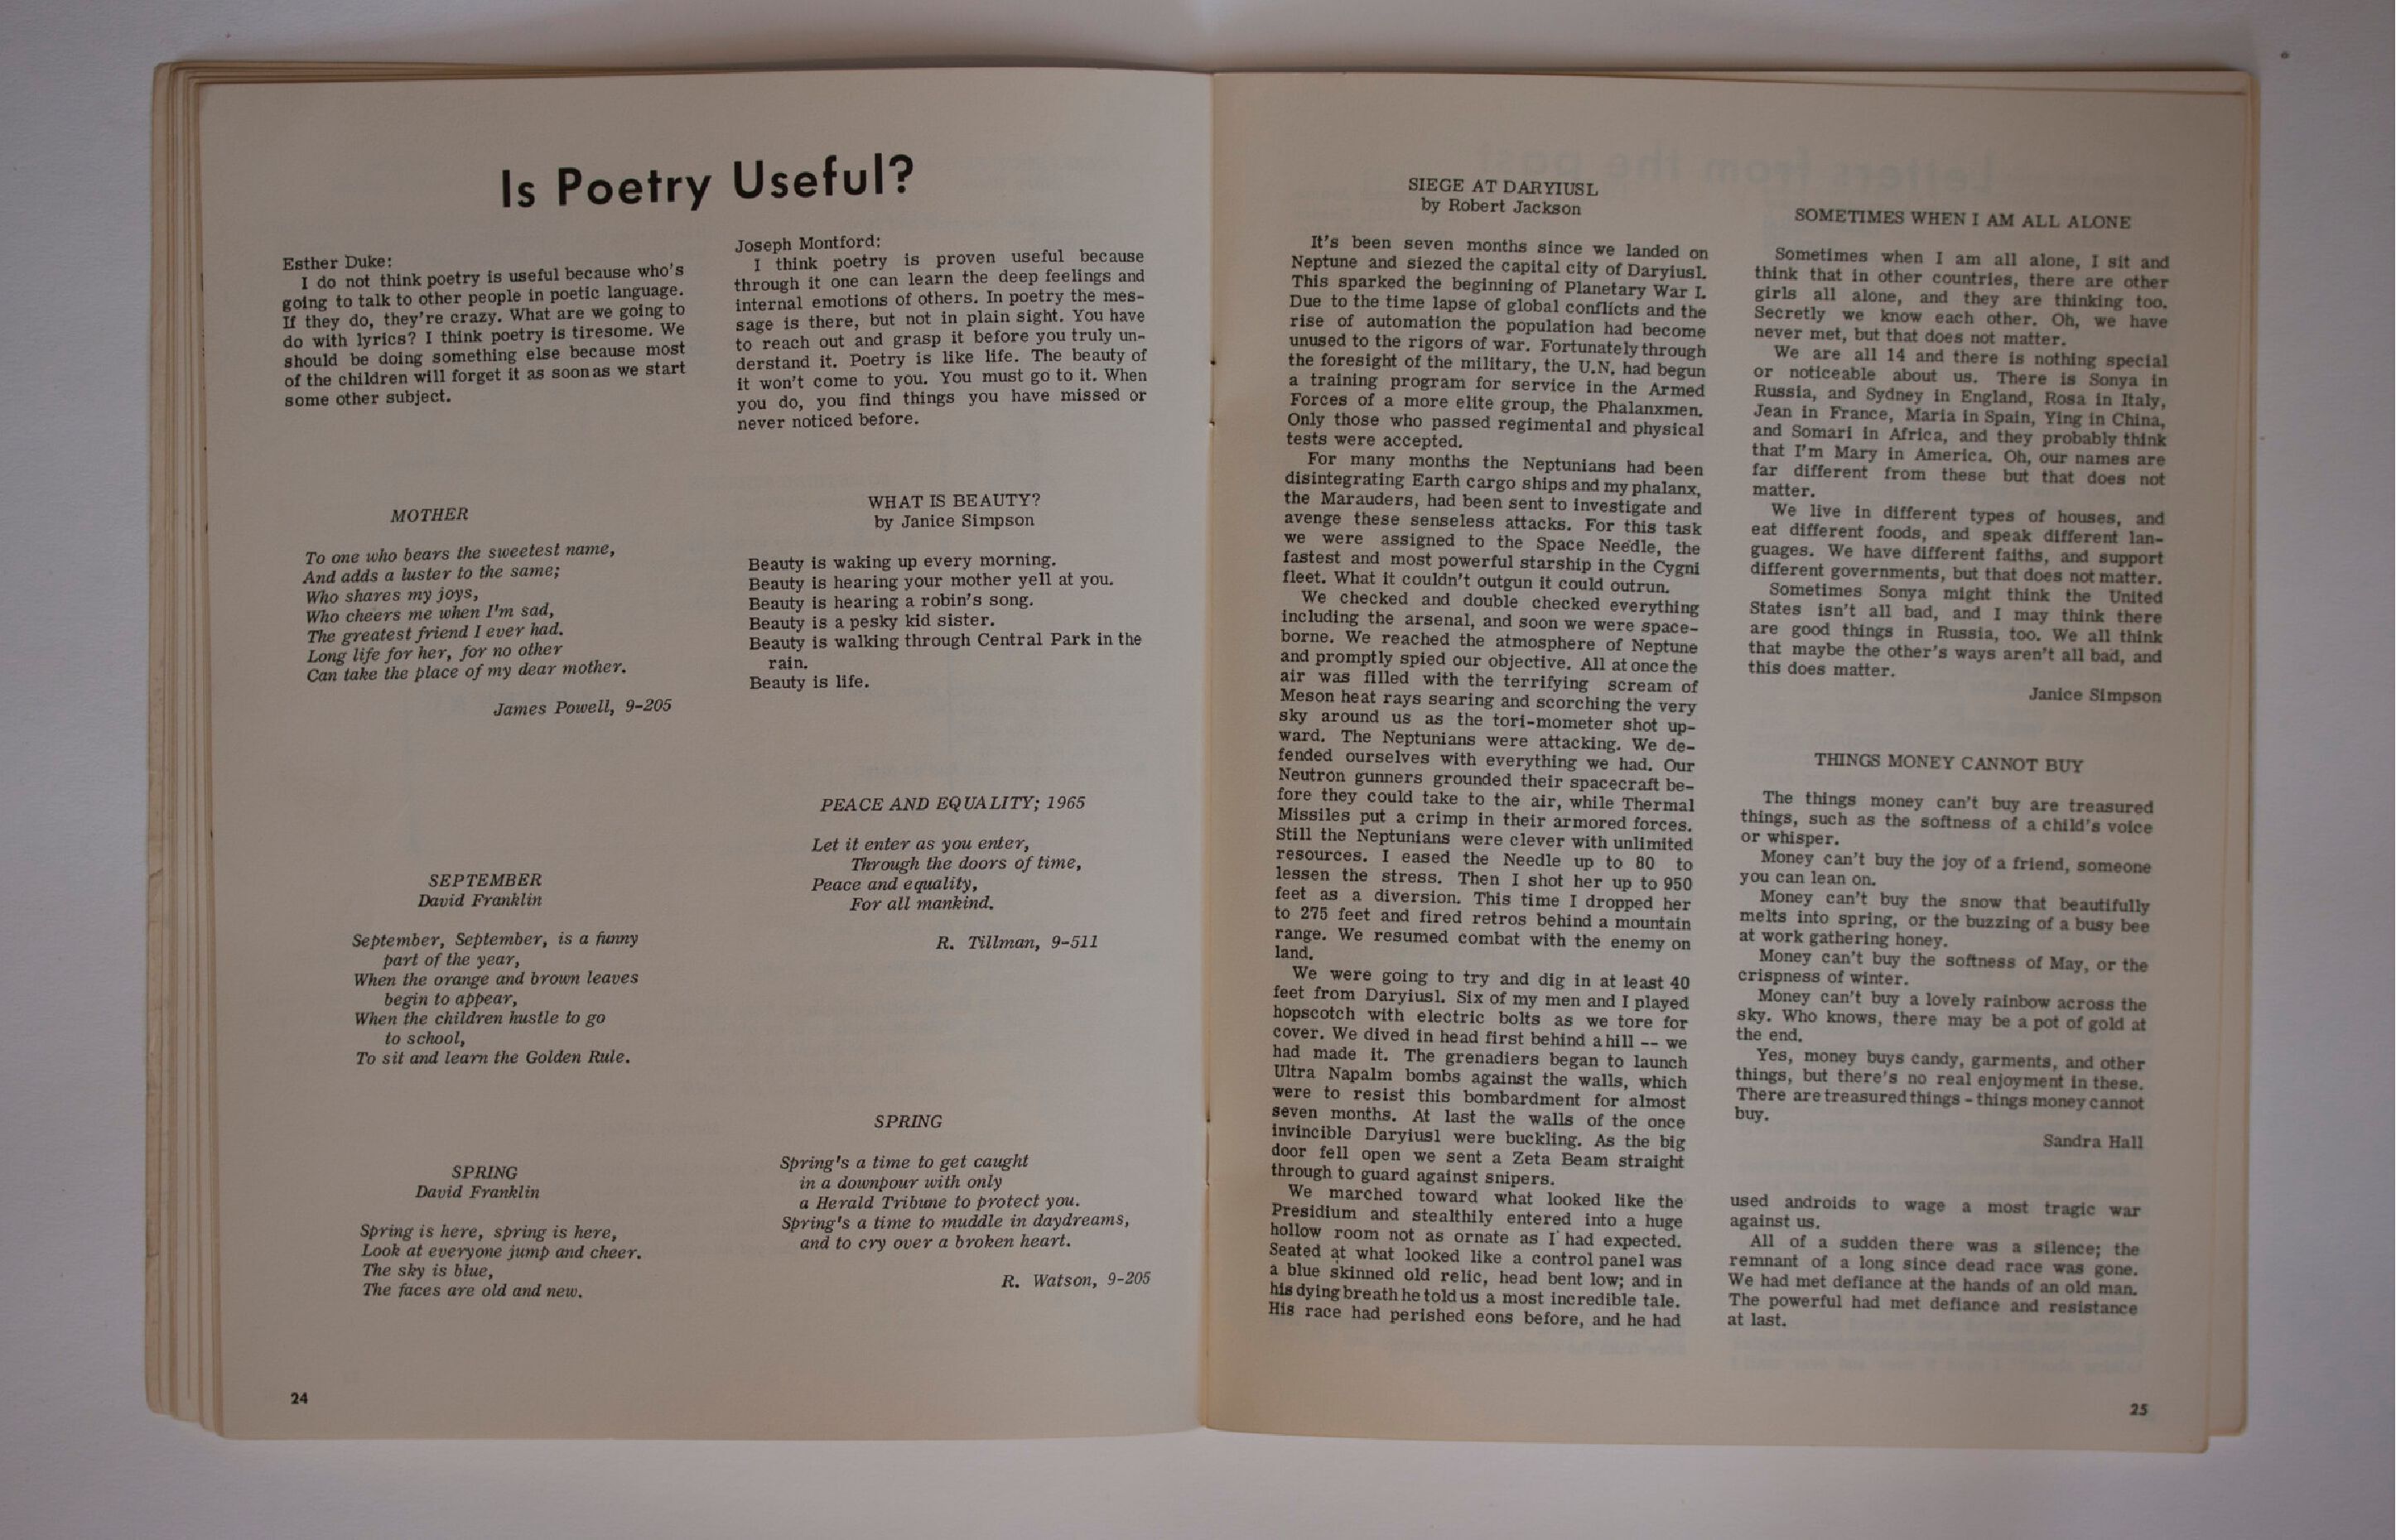 Is Poetry Useful?
Esther Duke:
I do not think poetry is useful because who's
going to talk to other people in poetic language.
If they do, they're crazy. What are we going to
do with lyrics? I think poetry is tiresome. We
should be doing something else because most
of the children will forget it as soon as we start
some other subject.
Joseph Montford:
I think poetry is proven useful because
through it one can learn the deep feelings and
internal emotions of others. In poetry the mes-
sage is there, but not in plain sight. You have
to reach out and grasp it before you truly un-
derstand it. Poetry is like life. The beauty of
it won't come to you. You must go to it. When
you do, you find things you have missed or
never noticed before.
MOTHER
To one who bears the sweetest name,
And adds a luster to the same;
Who shares my joys,
Who cheers me when I'm sad,
The greatest friend I ever had.
Long life for her, for no other
Can take the place of my dear mother.
James Powell, 9-205
WHAT IS BEAUTY?
by Janice Simpson
Beauty is waking up every morning.
Beauty is hearing your mother yell at you.
Beauty is hearing a robin's song.
Beauty is a pesky kid sister.
Beauty is walking through Central Park in the
rain.
Beauty is life.
SEPTEMBER
David Franklin
September, September, is a funny
part of the year,
When the orange and brown leaves
begin to appear,
When the children hustle to go
to school,
To sit and learn the Golden Rule.
PEACE AND EQUALITY; 1965
Let it enter as you enter,
Through the doors of time,
Peace and equality,
For all mankind.
R. Tillman, 9-511
SPRING
David Franklin
Spring is here, spring is here,
Look at everyone jump and cheer.
The sky is blue,
The faces are old and new.
SPRING
Spring's a time to get caught
in a downpour with only
a Herald Tribune to protect you.
Spring's a time to muddle in daydreams,
and to cry over a broken heart.
R. Watson, 9-205
24
SIEGE AT DARYIUSL
by Robert Jackson
It's been seven months since we landed on
Neptune and siezed the capital city of Daryiusl.
This sparked the beginning of Planetary War I.
Due to the time lapse of global conflicts and the
rise of automation the population had become
unused to the rigors of war. Fortunately through
the foresight of the military, the U.N. had begun
a training program for service in the Armed
Forces of a more elite group, the Phalanxmen.
Only those who passed regimental and physical
tests were accepted.
For many months the Neptunians had been
disintegrating Earth cargo ships and my phalanx,
the Marauders, had been sent to investigate and
avenge these senseless attacks. For this task
we were assigned to the Space Needle, the
fastest and most powerful starship in the Cygni
fleet. What it couldn't outgun it could outrun.
We checked and double checked everything
including the arsenal, and soon we were space-
borne. We reached the atmosphere of Neptune
and promptly spied our objective. All at once the
air was filled with the terrifying scream of
Meson heat rays searing and scorching the very
sky around us as the tori-mometer shot up-
ward. The Neptunians were attacking. We de-
fended ourselves with everything we had. Our
Neutron gunners grounded their spacecraft be-
fore they could take to the air, while Thermal
Missiles put a crimp in their armored forces.
Still the Neptunians were clever with unlimited
resources. I eased the Needle up to 80 to
lessen the stress. Then I shot her up to 950
feet as a diversion. This time I dropped her
to 275 feet and fired retros behind a mountain
range. We resumed combat with the enemy on
land.
We were going to try and dig in at least 40
feet from Daryiusl. Six of my men and I played
hopscotch with electric bolts as we tore for
cover. We dived in head first behind a hill -- we
had made it. The grenadiers began to launch
Ultra Napalm bombs against the walls, which
were to resist this bombardment for almost
seven months. At last the walls of the once
invincible Daryiusl were buckling. As the big
door fell open we sent a Zeta Beam straight
through to guard against snipers.
We marched toward what looked like the
Presidium and stealthily entered into a huge
hollow room not as ornate as I had expected.
Seated at what looked like a control panel was
a blue skinned old relic, head bent low; and in
his dying breath he told us a most incredible tale.
His race had perished eons before, and he had
SOMETIMES WHEN I AM ALL ALONE
Sometimes when I am all alone, I sit and
think that in other countries, there are other
girls all alone, and they are thinking too.
Secretly we know each other. Oh, we have
never met, but that does not matter.
We are all 14 and there is nothing special
or noticeable about us. There is Sonya in
Russia, and Sydney in England, Rosa in Italy,
Jean in France, Maria in Spain, Ying in China,
and Somari in Africa, and they probably think
that I'm Mary in America. Oh, our names are
far different from these but that does not
matter.
We live in different types of houses, and
eat different foods, and speak different lan-
guages. We have different faiths, and support
different governments, but that does not matter.
Sometimes Sonya might think the United
States isn't all bad, and I may think there
are good things in Russia, too. We all think
that maybe the other's ways aren't all bad, and
this does matter.
Janice Simpson
THINGS MONEY CANNOT BUY
The things money can't buy are treasured
things, such as the softness of a child's voice
or whisper.
Money can't buy the joy of a friend, someone
you can lean on.
Money can't buy the snow that beautifully
melts into spring, or the buzzing of a busy bee
at work gathering honey.
Money can't buy the softness of May, or the
crispness of winter.
Money can't buy a lovely rainbow across the
sky. Who knows, there may be a pot of gold at
the end.
Yes, money buys candy, garments, and other
things, but there's no real enjoyment in these.
There are treasured things - things money cannot
buy.
Sandra Hall
used androids to wage a most tragic war
against us.
All of a sudden there was a silence; the
remnant of a long since dead race was gone.
We had met defiance at the hands of an old man.
The powerful had met defiance and resistance
at last.
25